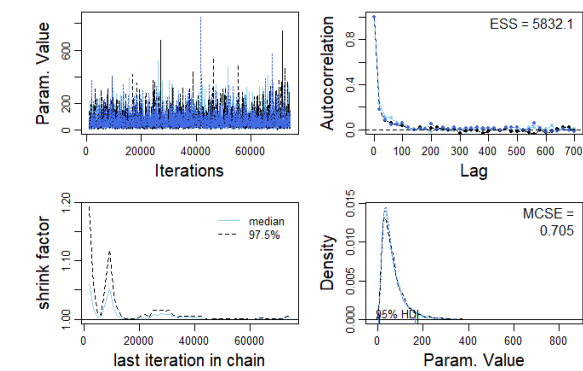 Param. Value
0 200 400 600
20000 40000 60000
Iterations
Autocorrelation
0.0 0.4 0.8
ESS = 5832.1
0 100 200 300 400 500 600 700
Lag
shrink factor
1.00 1.10 1.20
median
97.5%
0 20000 40000 60000
last iteration in chain
Density
0.000 0.005 0.010 0.015
MCSE =
0.705
95% HDI
0 200 400 600 800
Param. Value